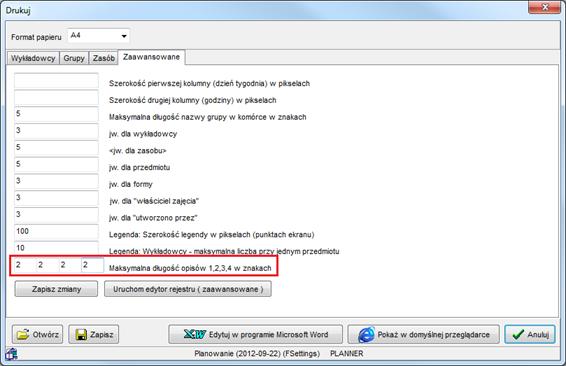 Drukuj
Format papieru A4
Wykładowcy Grupy Zasób Zaawansowane
Szerokość pierwszej kolumny (dzień tygodnia) w pikselach
Szerokość drugiej kolumny (godziny) w pikselach
5 Maksymalna długość nazwy grupy w komórce w znakach
3 jw. dla wykładowcy
5 <jw. dla zasobu>
5 jw. dla przedmiotu
3 jw. dla formy
3 jw. dla "właściciel zajęcia"
3 jw. dla "utworzono przez"
100 Legenda: Szerokość legendy w pikselach (punktach ekranu)
10 Legenda: Wykładowcy - maksymalna liczba przy jednym przedmiotu
2 2 2 2 Maksymalna długość opisów 1,2,3,4 w znakach
Zapisz zmiany Uruchom edytor rejestru ( zaawansowane )
Otwórz Zapisz Edytuj w programie Microsoft Word Pokaż w domyślnej przeglądarce Anuluj
Planowanie (2012-09-22) (FSettings) PLANNER